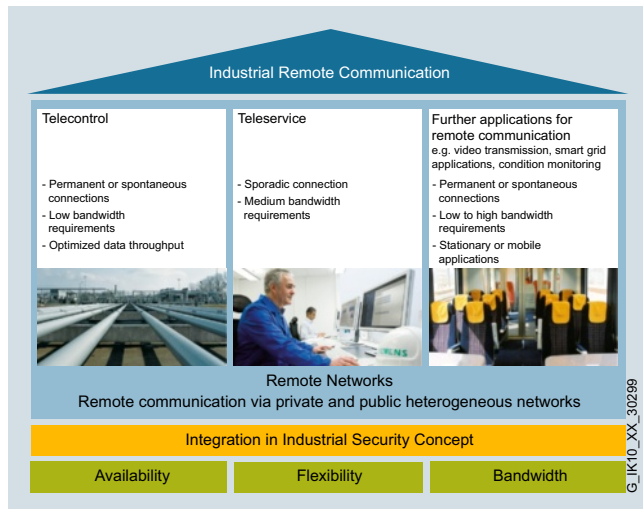 Industrial Remote Communication
Telecontrol
- Permanent or spontaneous
connections
- Low bandwidth
requirements
- Optimized data throughput
Teleservice
- Sporadic connection
- Medium bandwidth
requirements
Further applications for
remote communication
e.g. video transmission, smart grid
applications, condition monitoring
- Permanent or spontaneous
connections
- Low to high bandwidth
requirements
- Stationary or mobile
applications
Remote Networks
Remote communication via private and public heterogeneous networks
Integration in Industrial Security Concept
Availability
Flexibility
Bandwidth
G_IK10_XX_30299